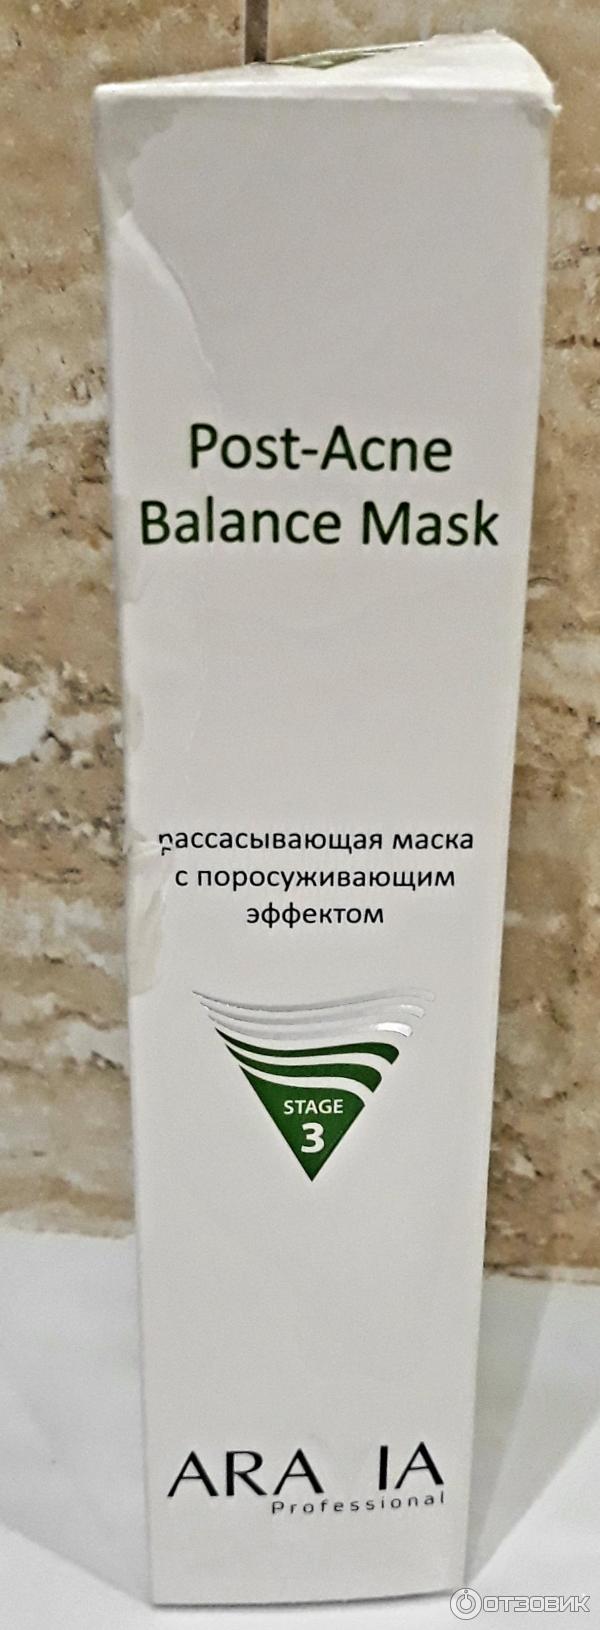 Post-Acne
Balance Mask
рассасывающая маска
с поросуживающим
эффектом
STAGE
3
ARAVIA
Professional
ОТЗОВИК